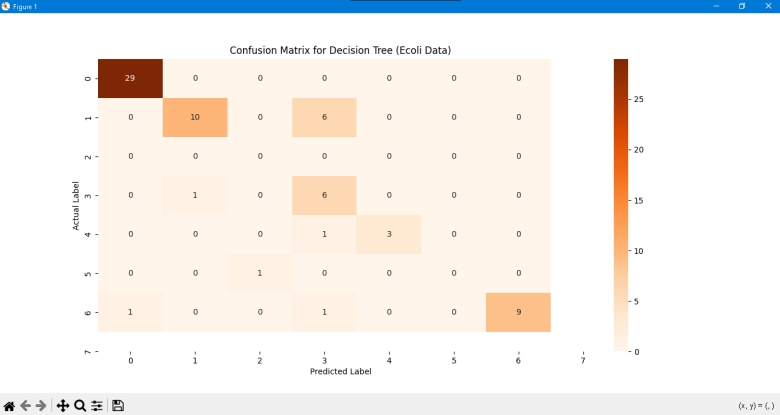 Figure 1
Confusion Matrix for Decision Tree (Ecoli Data)
0 29 0 0 0 0 0 0
1 0 10 0 6 0 0 0
2 0 0 0 0 0 0 0
3 0 1 0 6 0 0 0
4 0 0 0 1 3 0 0
5 0 0 1 0 0 0 0
6 1 0 0 1 0 0 9
7
Actual Label
0 1 2 3 4 5 6 7
Predicted Label
25
20
15
10
5
0
(x, y) = (, )